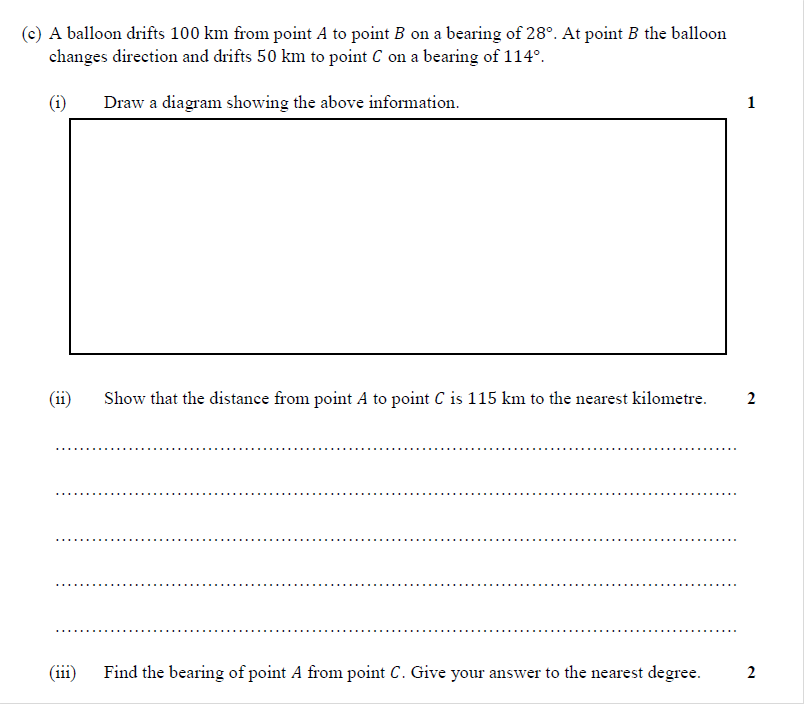 (c) A balloon drifts 100 km from point A to point B on a bearing of 28°. At point B the balloon
changes direction and drifts 50 km to point C on a bearing of 114°.
(i) Draw a diagram showing the above information. 1
(ii) Show that the distance from point A to point C is 115 km to the nearest kilometre. 2
(iii) Find the bearing of point A from point C. Give your answer to the nearest degree. 2